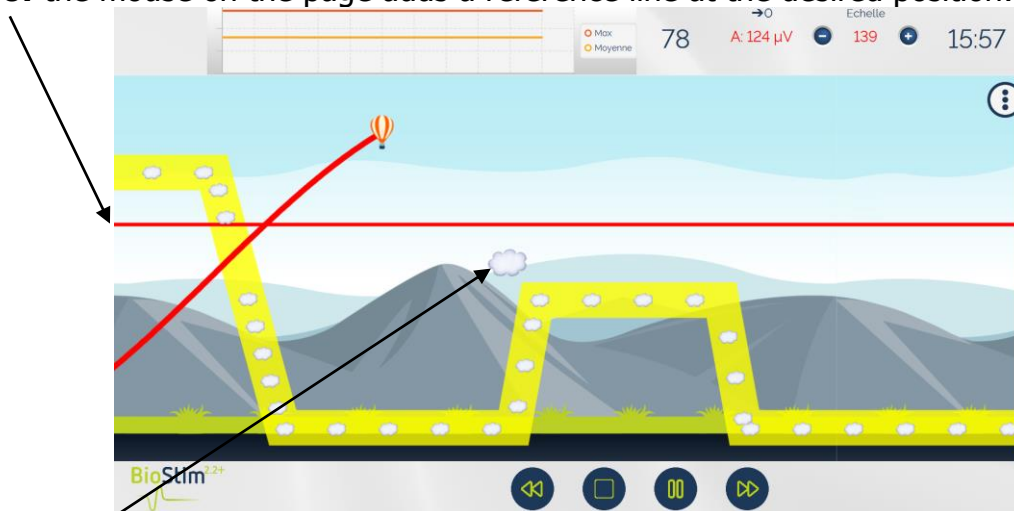 the mouse on the page adds a reference line at the desired position.
→0 Echelle
Max
Moyenne
78 A: 124 µV 139 15:57
BioStim 2.2+